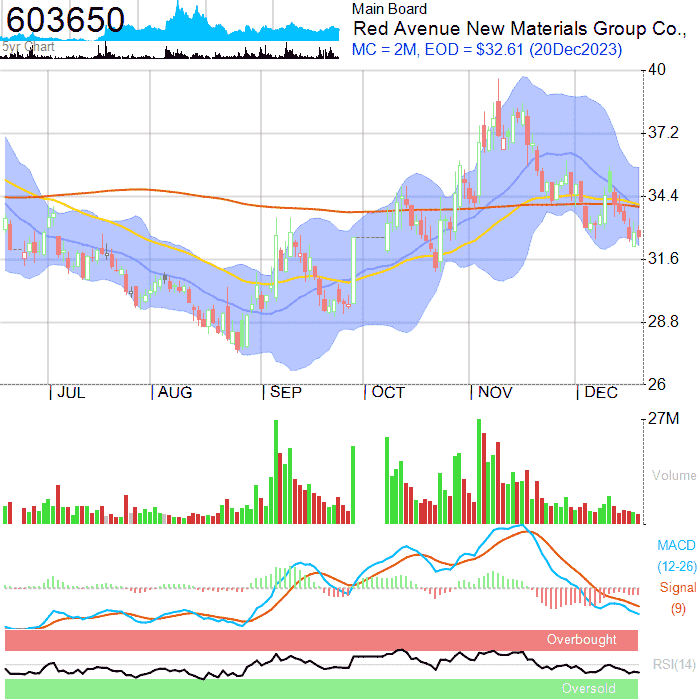 603650
5yr Chart
Main Board
Red Avenue New Materials Group Co.,
MC = 2M, EOD = $32.61 (20Dec2023)
40
37.2
34.4
31.6
28.8
26
JUL AUG SEP OCT NOV DEC
27M
Volume
MACD
(12-26)
Signal
(9)
Overbought
RSI(14)
Oversold